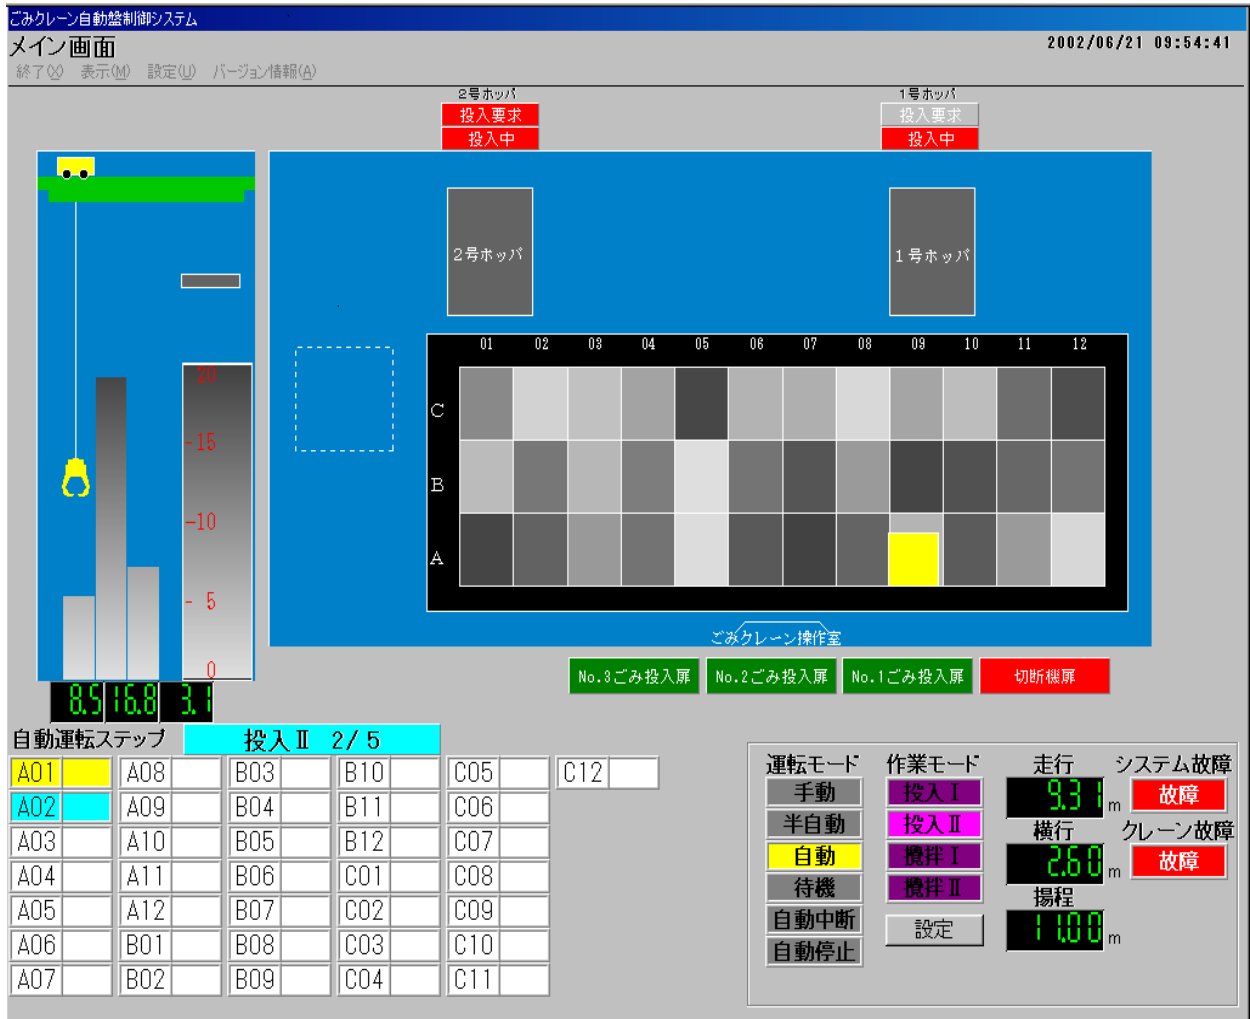 ごみクレーン自動盤制御システム
メイン画面
2002/06/21 09:54:41
終了(X) 表示(M) 設定(U) バージョン情報(A)
2号ホッパ
投入要求
投入中
1号ホッパ
投入要求
投入中
2号ホッパ
1号ホッパ
20
-15
-10
- 5
0
01 02 03 04 05 06 07 08 09 10 11 12
C
B
A
ごみクレーン操作室
No.3ごみ投入扉 No.2ごみ投入扉 No.1ごみ投入扉 切断機扉
8.5 16.8 3.1
自動運転ステップ 投入Ⅱ 2/5
A01 A08 B03 B10 C05 C12
A02 A09 B04 B11 C06
A03 A10 B05 B12 C07
A04 A11 B06 C01 C08
A05 A12 B07 C02 C09
A06 B01 B08 C03 C10
A07 B02 B09 C04 C11
運転モード
手動
半自動
自動
待機
自動中断
自動停止
作業モード
投入Ⅰ
投入Ⅱ
攪拌Ⅰ
攪拌Ⅱ
設定
走行
9.31 m
横行
2.60 m
揚程
11.00 m
システム故障
故障
クレーン故障
故障